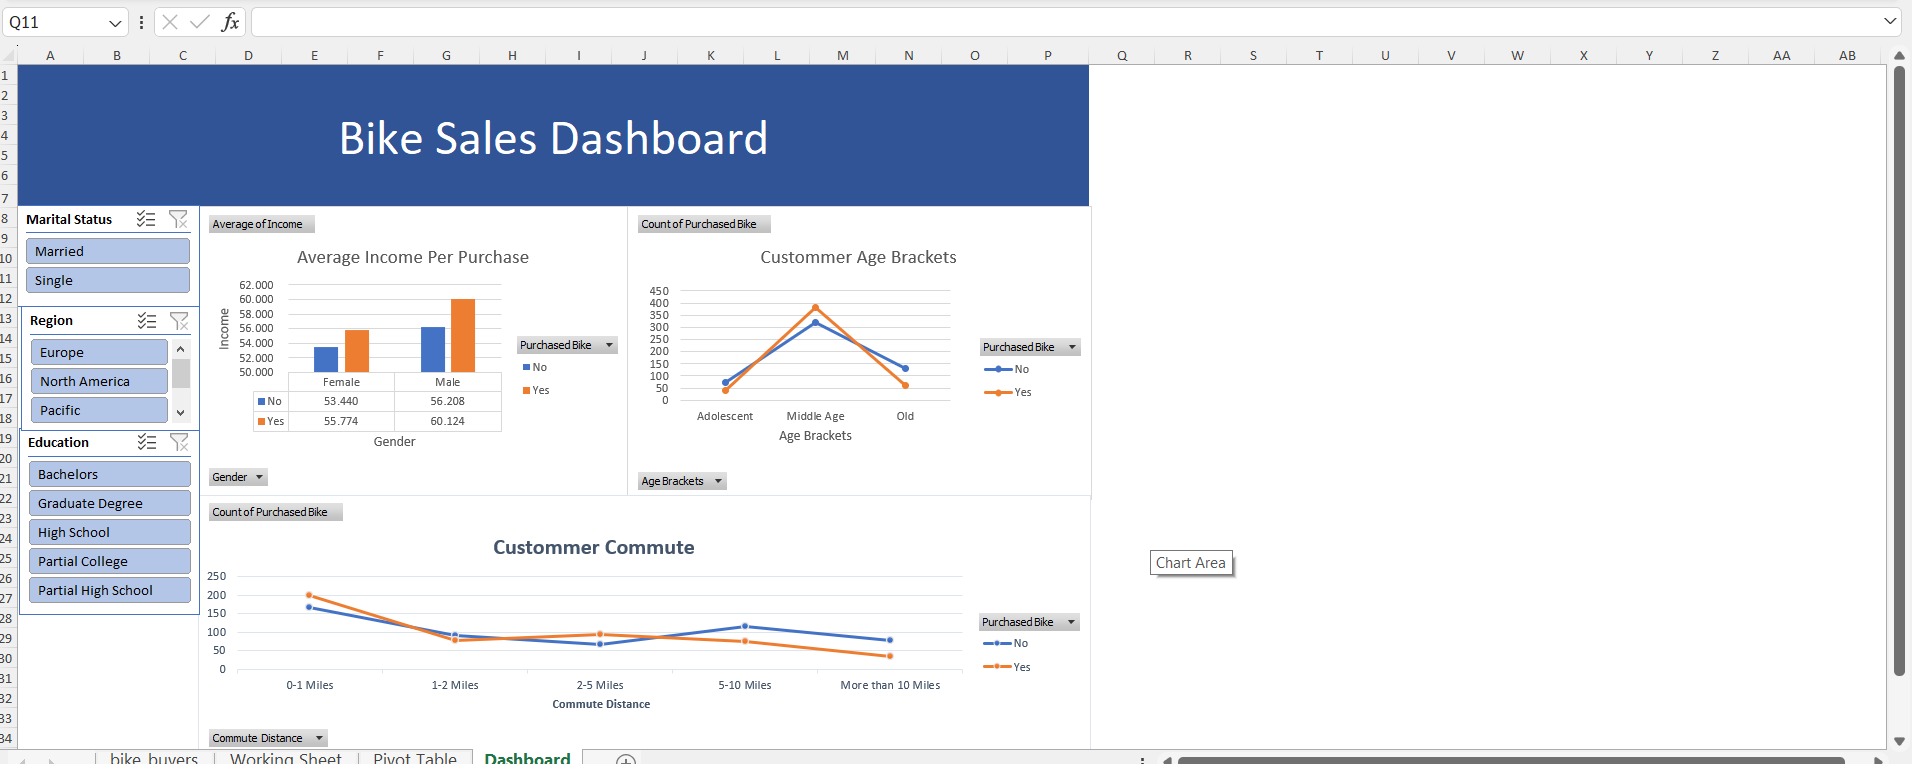 Q11
fx
A B C D E F G H I J K L M N O P Q R S T U V W X Y Z AA AB
1
2
3
4
5
6
7
8
9
10
11
12
13
14
15
16
17
18
19
20
21
22
23
24
25
26
27
28
29
30
31
32
33
34
Bike Sales Dashboard
Marital Status
Married
Single
Region
Europe
North America
Pacific
Education
Bachelors
Graduate Degree
High School
Partial College
Partial High School
Average of Income
Average Income Per Purchase
Income
62.000
60.000
58.000
56.000
54.000
52.000
50.000
Female Male
No 53.440 56.208
Yes 55.774 60.124
Gender
Purchased Bike
No
Yes
Gender
Count of Purchased Bike
Custommer Age Brackets
450
400
350
300
250
200
150
100
50
0
Adolescent Middle Age Old
Age Brackets
Purchased Bike
No
Yes
Age Brackets
Count of Purchased Bike
Custommer Commute
250
200
150
100
50
0
0-1 Miles 1-2 Miles 2-5 Miles 5-10 Miles More than 10 Miles
Commute Distance
Purchased Bike
No
Yes
Commute Distance
Chart Area
bike_buyers Working Sheet Pivot Table Dashboard